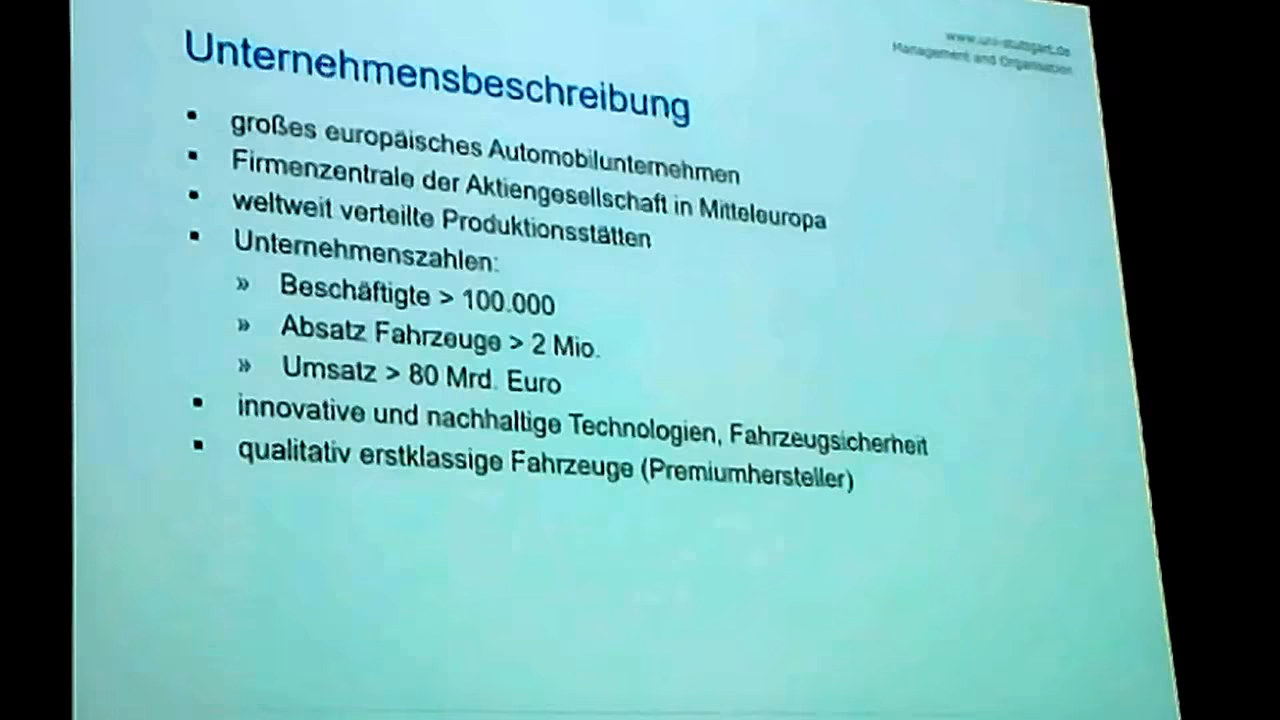 www.uni-stuttgart.de
Management and Organisation
Unternehmensbeschreibung
▪ großes europäisches Automobilunternehmen
▪ Firmenzentrale der Aktiengesellschaft in Mitteleuropa
▪ weltweit verteilte Produktionsstätten
▪ Unternehmenszahlen:
» Beschäftigte > 100.000
» Absatz Fahrzeuge > 2 Mio.
» Umsatz > 80 Mrd. Euro
▪ innovative und nachhaltige Technologien, Fahrzeugsicherheit
▪ qualitativ erstklassige Fahrzeuge (Premiumhersteller)